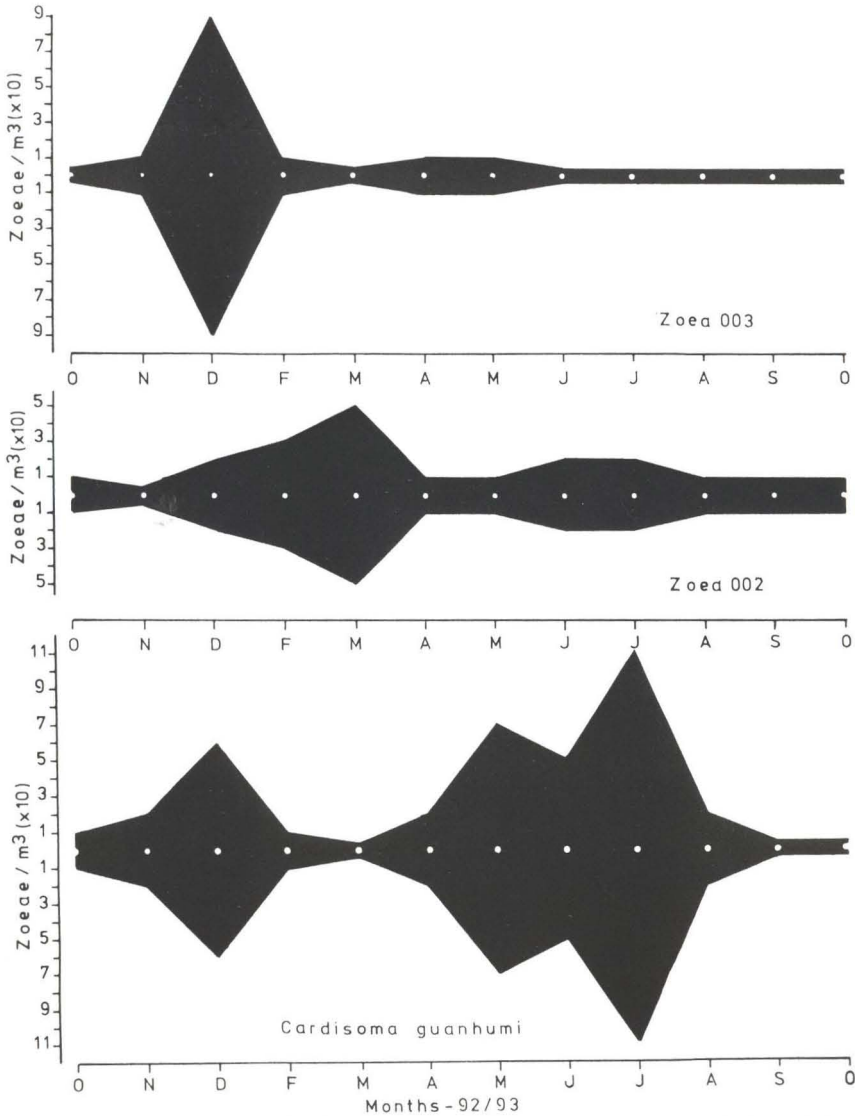 9
7
5
3
1
1
3
5
7
9
Zoeae / m3 (x10)
Zoea 003
O N D F M A M J J A S O
5
3
1
1
3
5
Zoeae / m3 (x10)
Zoea 002
O N D F M A M J J A S O
11
9
7
5
3
1
1
3
5
7
9
11
Zoeae / m3 (x10)
Cardisoma guanhumi
O N D F M A M J J A S O
Months-92/93